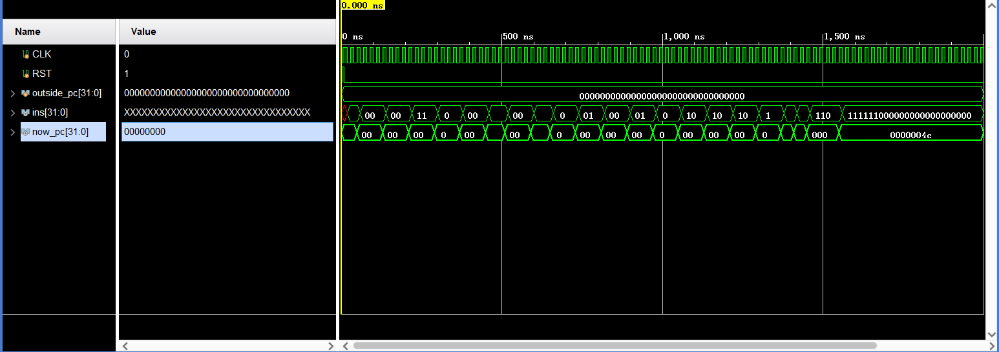 0.000 ns
Name Value 0 ns 500 ns 1,000 ns 1,500 ns
CLK 0
RST 1
outside_pc[31:0] 00000000000000000000000000000000 00000000000000000000000000000000
ins[31:0] XXXXXXXXXXXXXXXXXXXXXXXXXXXXXXXX 00 00 11 0 00 00 0 01 00 01 0 10 10 10 1 110 111111000000000000000000
now_pc[31:0] 00000000 00 00 00 0 00 00 0 00 00 00 0 00 00 00 0 000 0000004c